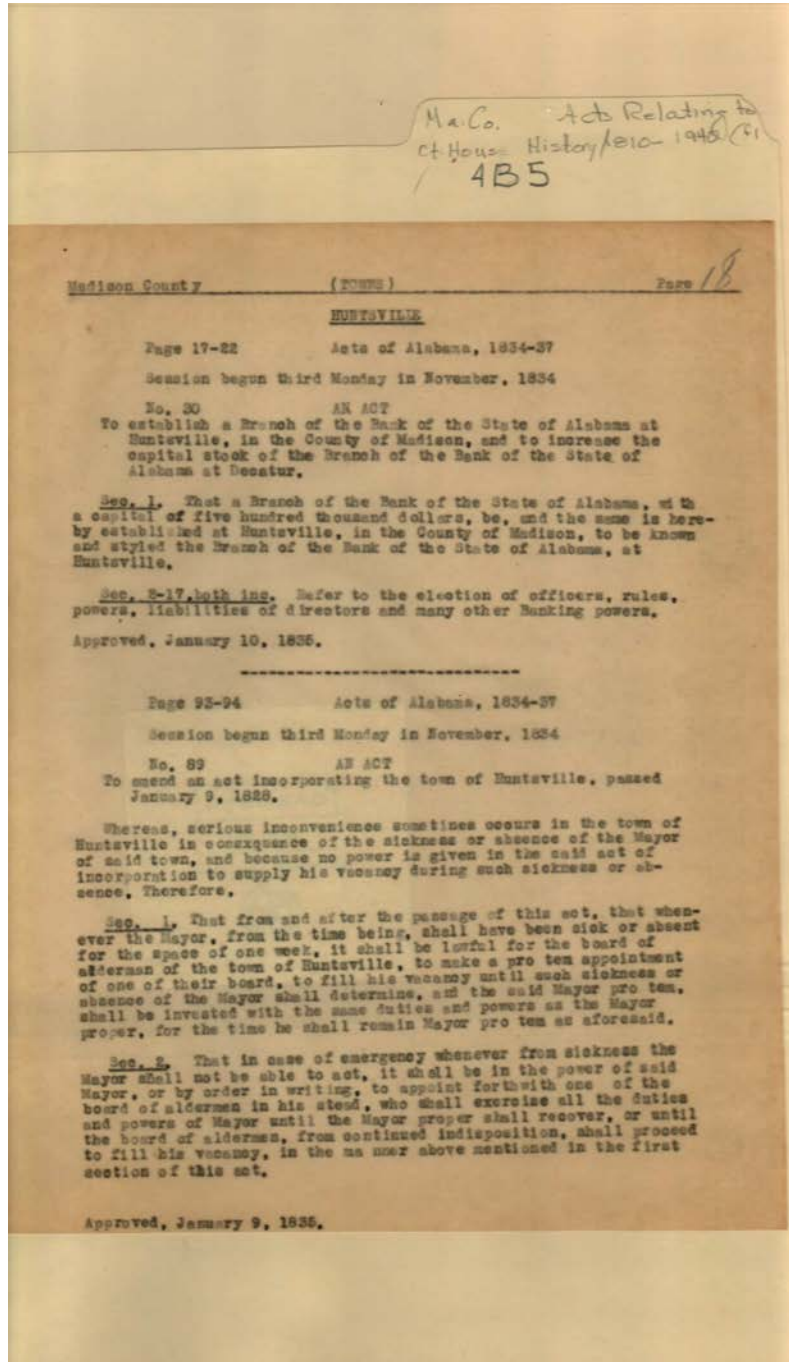 Ma. Co. Acts Relating to
Ct. House History 1810-1940
4B5
Madison County (TOWNS) Page 18
HUNTSVILLE
Page 17-22 Acts of Alabama, 1834-37
Session begun third Monday in November, 1834
No. 30 AN ACT
To establish a Branch of the Bank of the State of Alabama at
Huntsville, in the County of Madison, and to increase the
capital stock of the Branch of the Bank of the State of
Alabama at Decatur.
Sec. 1. That a Branch of the Bank of the State of Alabama, with
a capital of five hundred thousand dollars, be, and the same is here-
by established at Huntsville, in the County of Madison, to be known
and styled the Branch of the Bank of the State of Alabama, at
Huntsville.
Sec. 2-17, both inc. Refer to the election of officers, rules,
powers, liabilities of directors and many other Banking powers.
Approved, January 10, 1835.
Page 93-94 Acts of Alabama, 1834-37
Session begun third Monday in November, 1834
No. 89 AN ACT
To amend an act incorporating the town of Huntsville, passed
January 9, 1828.
Whereas, serious inconvenience sometimes occurs in the town of
Huntsville in consxquance of the sickness or absence of the Mayor
of said town, and because no power is given in the said act of
incorporation to supply his vacancy during such sickness or ab-
sence, Therefore,
Sec. 1. That from and after the passage of this act, that when-
ever the Mayor, from the time being, shall have been sick or absent
for the space of one week, it shall be lawful for the board of
alderman of the town of Huntsville, to make a pro tem appointment
of one of their board, to fill his vacancy until such sickness or
absence of the Mayor shall determine, and the said Mayor pro tem,
shall be invested with the same duties and powers as the Mayor
proper, for the time he shall remain Mayor pro tem as aforesaid.
Sec. 2. That in case of emergency whenever from sickness the
Mayor shall not be able to act, it shall be in the power of said
Mayor, or by order in writing, to appoint forthwith one of the
board of aldermen in his stead, who shall exercise all the duties
and powers of Mayor until the Mayor proper shall recover, or until
the board of aldermen, from continued indisposition, shall proceed
to fill his vacancy, in the ma nner above mentioned in the first
section of this act.
Approved, January 9, 1835.